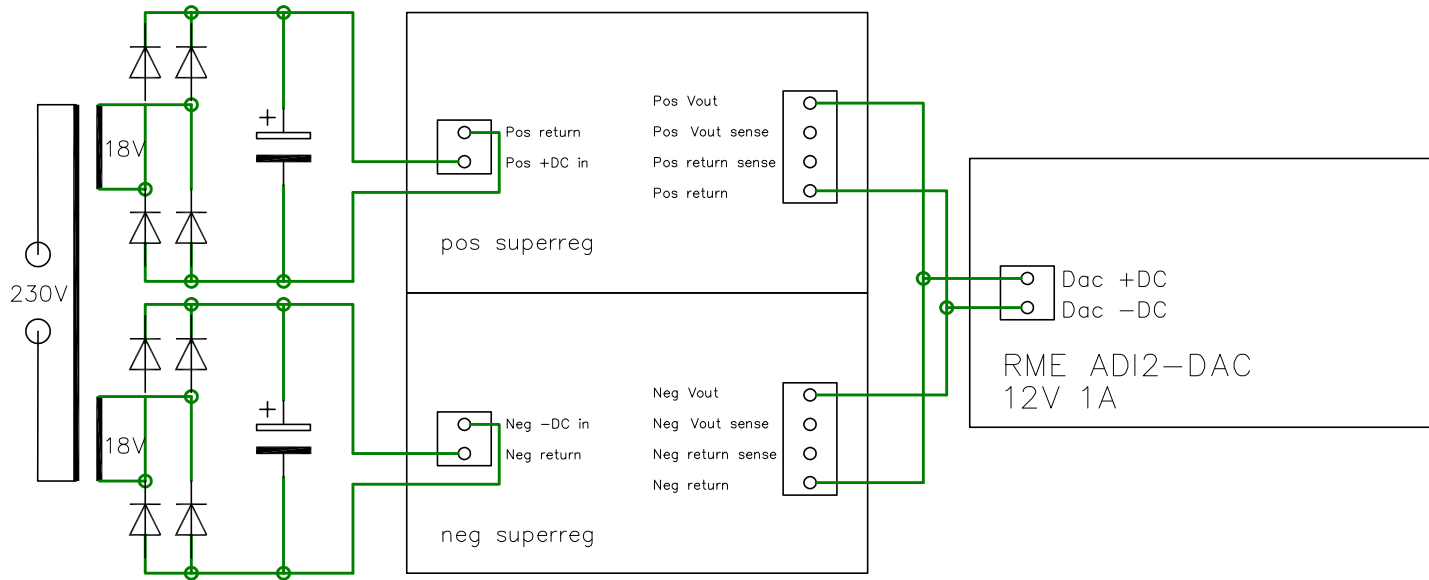 230V
18V
+
Pos return
Pos +DC in
Pos Vout
Pos Vout sense
Pos return sense
Pos return
pos superreg
18V
+
Neg -DC in
Neg return
Neg Vout
Neg Vout sense
Neg return sense
Neg return
neg superreg
Dac +DC
Dac -DC
RME ADI2-DAC
12V 1A